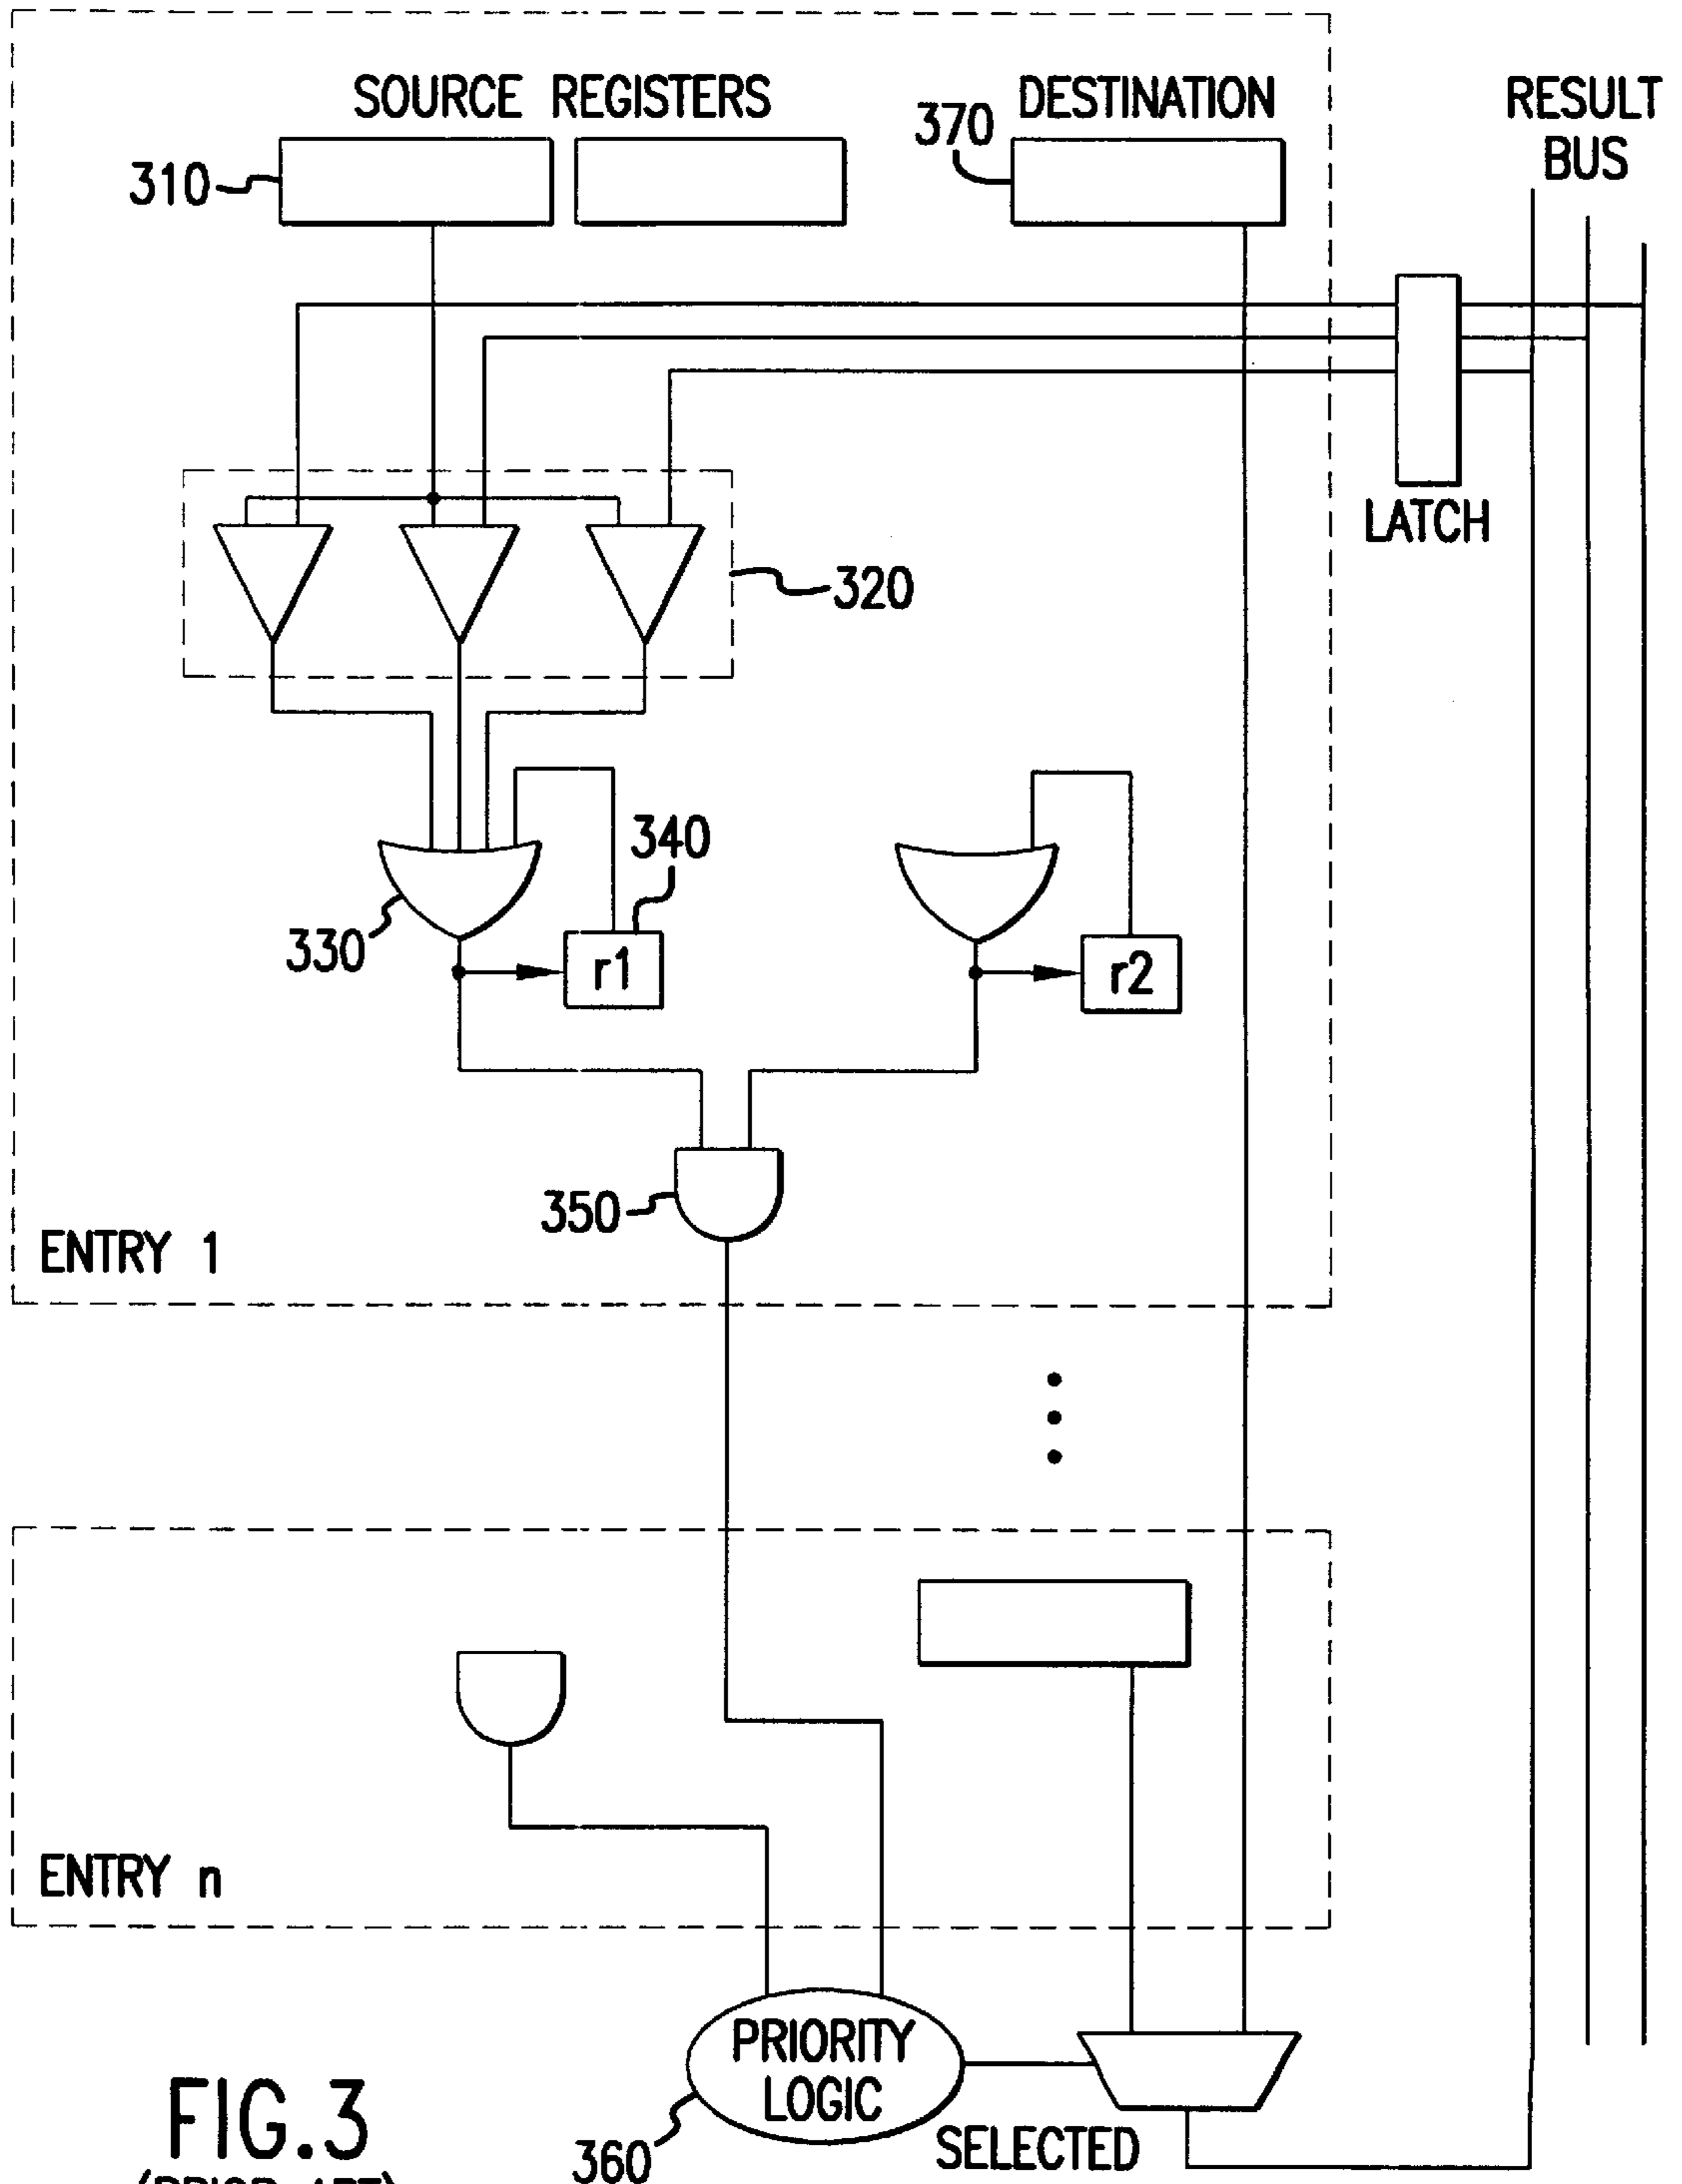 SOURCE REGISTERS
DESTINATION
RESULT
BUS
370
310
LATCH
320
340
330
r1
r2
350
ENTRY 1
ENTRY n
PRIORITY
LOGIC
360
SELECTED
FIG.3